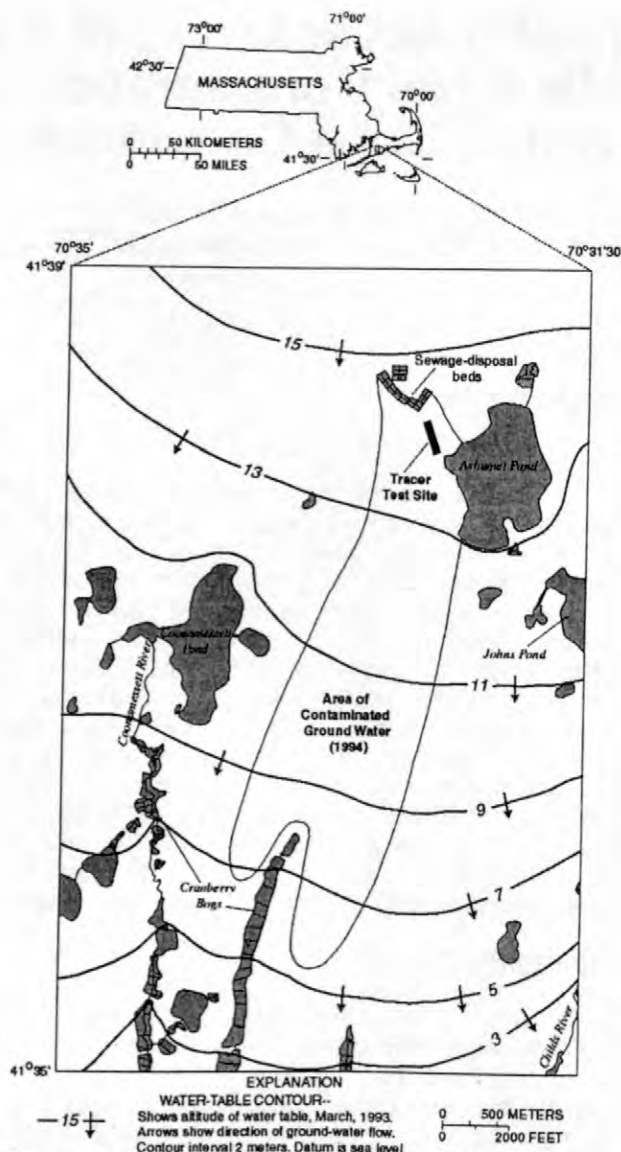 71°00'
73°00'
42°30'
MASSACHUSETTS
70°00'
0 50 KILOMETERS
0 50 MILES
41°30'
70°35'
70°31'30
41°39'
15
Sewage-disposal
beds
13
Tracer
Test Site
Ashumet Pond
Coonamessett
Pond
Johns Pond
Coonamessett River
11
Area of
Contaminated
Ground Water
(1994)
9
Cranberry
Bogs
7
5
3
Childs River
41°35'
EXPLANATION
WATER-TABLE CONTOUR--
15 Shows altitude of water table, March, 1993.
Arrows show direction of ground-water flow.
Contour interval 2 meters. Datum is sea level
0 500 METERS
0 2000 FEET